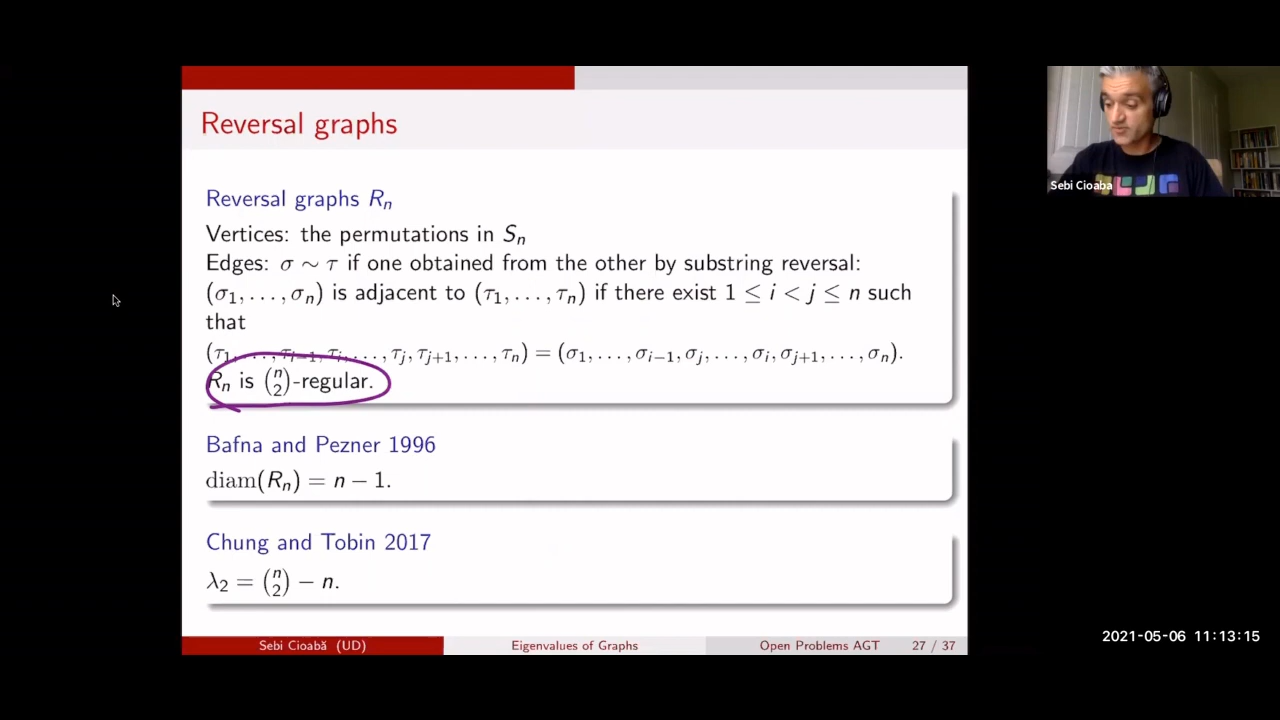 Reversal graphs
Reversal graphs Rₙ
Vertices: the permutations in Sₙ
Edges: σ ∼ τ if one obtained from the other by substring reversal:
(σ₁, . . . , σₙ) is adjacent to (τ₁, . . . , τₙ) if there exist 1 ≤ i < j ≤ n such
that
(τ₁, . . . , τᵢ₋₁, τᵢ, . . . , τⱼ, τⱼ₊₁, . . . , τₙ) = (σ₁, . . . , σᵢ₋₁, σⱼ, . . . , σᵢ, σⱼ₊₁, . . . , σₙ).
Rₙ is (n 2)-regular.
Bafna and Pezner 1996
diam(Rₙ) = n − 1.
Chung and Tobin 2017
λ₂ = (n 2) − n.
Sebi Cioabă (UD) Eigenvalues of Graphs Open Problems AGT 27 / 37
Sebi Cioaba
2021-05-06 11:13:15